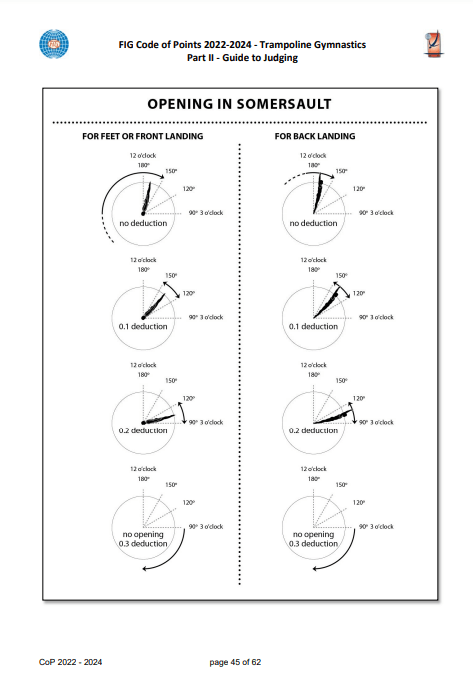 FIG Code of Points 2022-2024 - Trampoline Gymnastics
Part II - Guide to Judging
OPENING IN SOMERSAULT
FOR FEET OR FRONT LANDING
12 o'clock
180°
150°
120°
90° 3 o'clock
no deduction
12 o'clock
180°
150°
120°
90° 3 o'clock
0.1 deduction
12 o'clock
180°
150°
120°
90° 3 o'clock
0.2 deduction
12 o'clock
180°
150°
120°
90° 3 o'clock
no opening
0.3 deduction
FOR BACK LANDING
12 o'clock
180°
150°
120°
90° 3 o'clock
no deduction
12 o'clock
180°
150°
120°
90° 3 o'clock
0.1 deduction
12 o'clock
180°
150°
120°
90° 3 o'clock
0.2 deduction
12 o'clock
180°
150°
120°
90° 3 o'clock
no opening
0.3 deduction
CoP 2022 - 2024
page 45 of 62